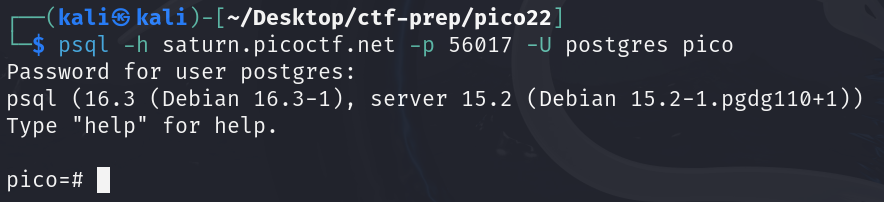 ┌──(kali㉿kali)-[~/Desktop/ctf-prep/pico22]
└─$ psql -h saturn.picoctf.net -p 56017 -U postgres pico
Password for user postgres:
psql (16.3 (Debian 16.3-1), server 15.2 (Debian 15.2-1.pgdg110+1))
Type "help" for help.
pico=#